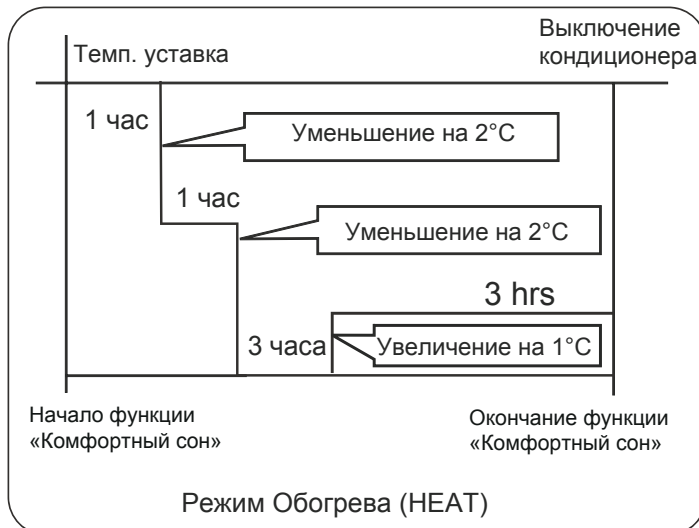 Темп. уставка
Выключение
кондиционера
1 час
Уменьшение на 2°C
1 час
Уменьшение на 2°C
3 hrs
3 часа
Увеличение на 1°C
Начало функции
«Комфортный сон»
Окончание функции
«Комфортный сон»
Режим Обогрева (HEAT)